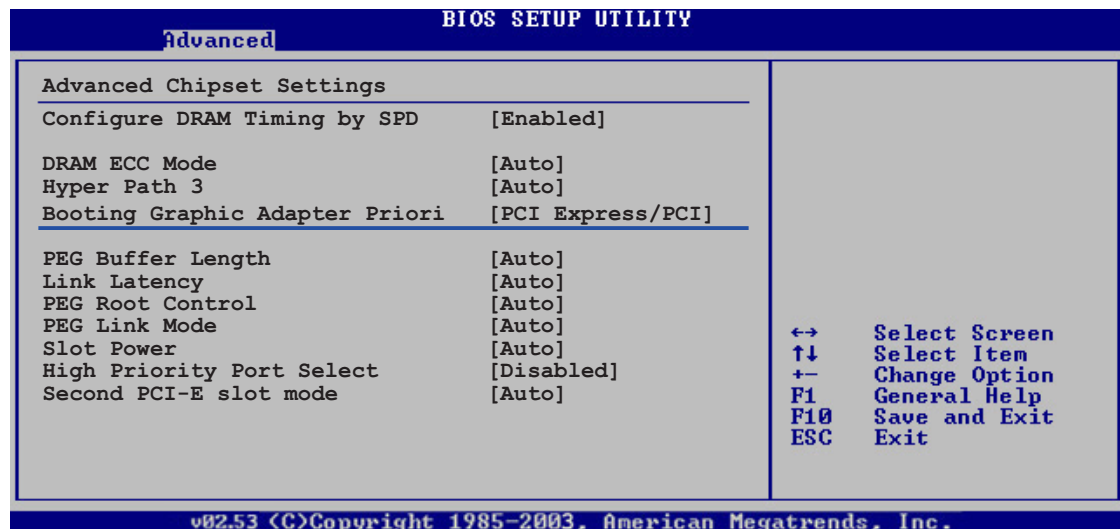 BIOS SETUP UTILITY
Advanced
Advanced Chipset Settings
Configure DRAM Timing by SPD [Enabled]
DRAM ECC Mode [Auto]
Hyper Path 3 [Auto]
Booting Graphic Adapter Priori [PCI Express/PCI]
PEG Buffer Length [Auto]
Link Latency [Auto]
PEG Root Control [Auto]
PEG Link Mode [Auto]
Slot Power [Auto]
High Priority Port Select [Disabled]
Second PCI-E slot mode [Auto]
←→ Select Screen
↑↓ Select Item
+- Change Option
F1 General Help
F10 Save and Exit
ESC Exit
v02.53 (C)Copyright 1985-2003, American Megatrends, Inc.